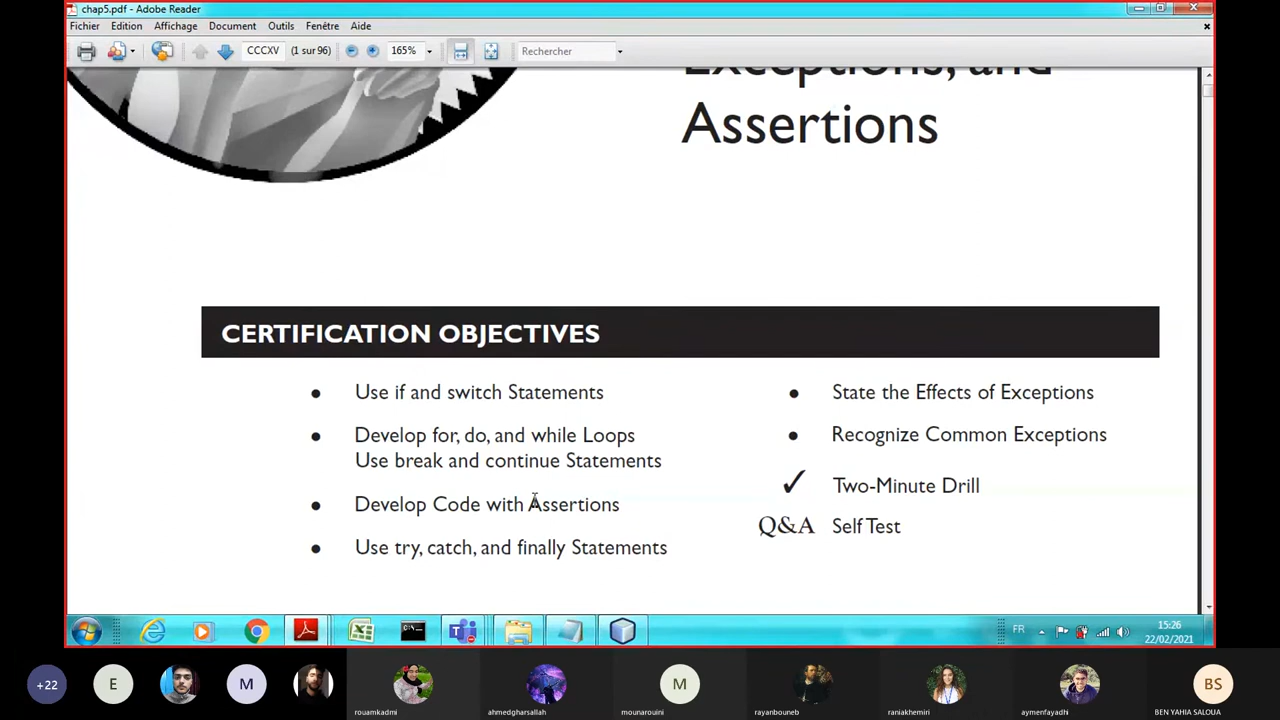 chap5.pdf - Adobe Reader
Fichier Edition Affichage Document Outils Fenêtre Aide
CCCXV (1 sur 96) 165% Rechercher
Exceptions, and
Assertions
CERTIFICATION OBJECTIVES
● Use if and switch Statements
● Develop for, do, and while Loops
Use break and continue Statements
● Develop Code with Assertions
● Use try, catch, and finally Statements
● State the Effects of Exceptions
● Recognize Common Exceptions
✓ Two-Minute Drill
Q&A Self Test
FR 15:26
22/02/2021
+22 E M M BS
rouamkadmi ahmedgharsallah mounarouini rayanbouneb raniakhemiri aymenfayadhi BEN YAHIA SALOUA